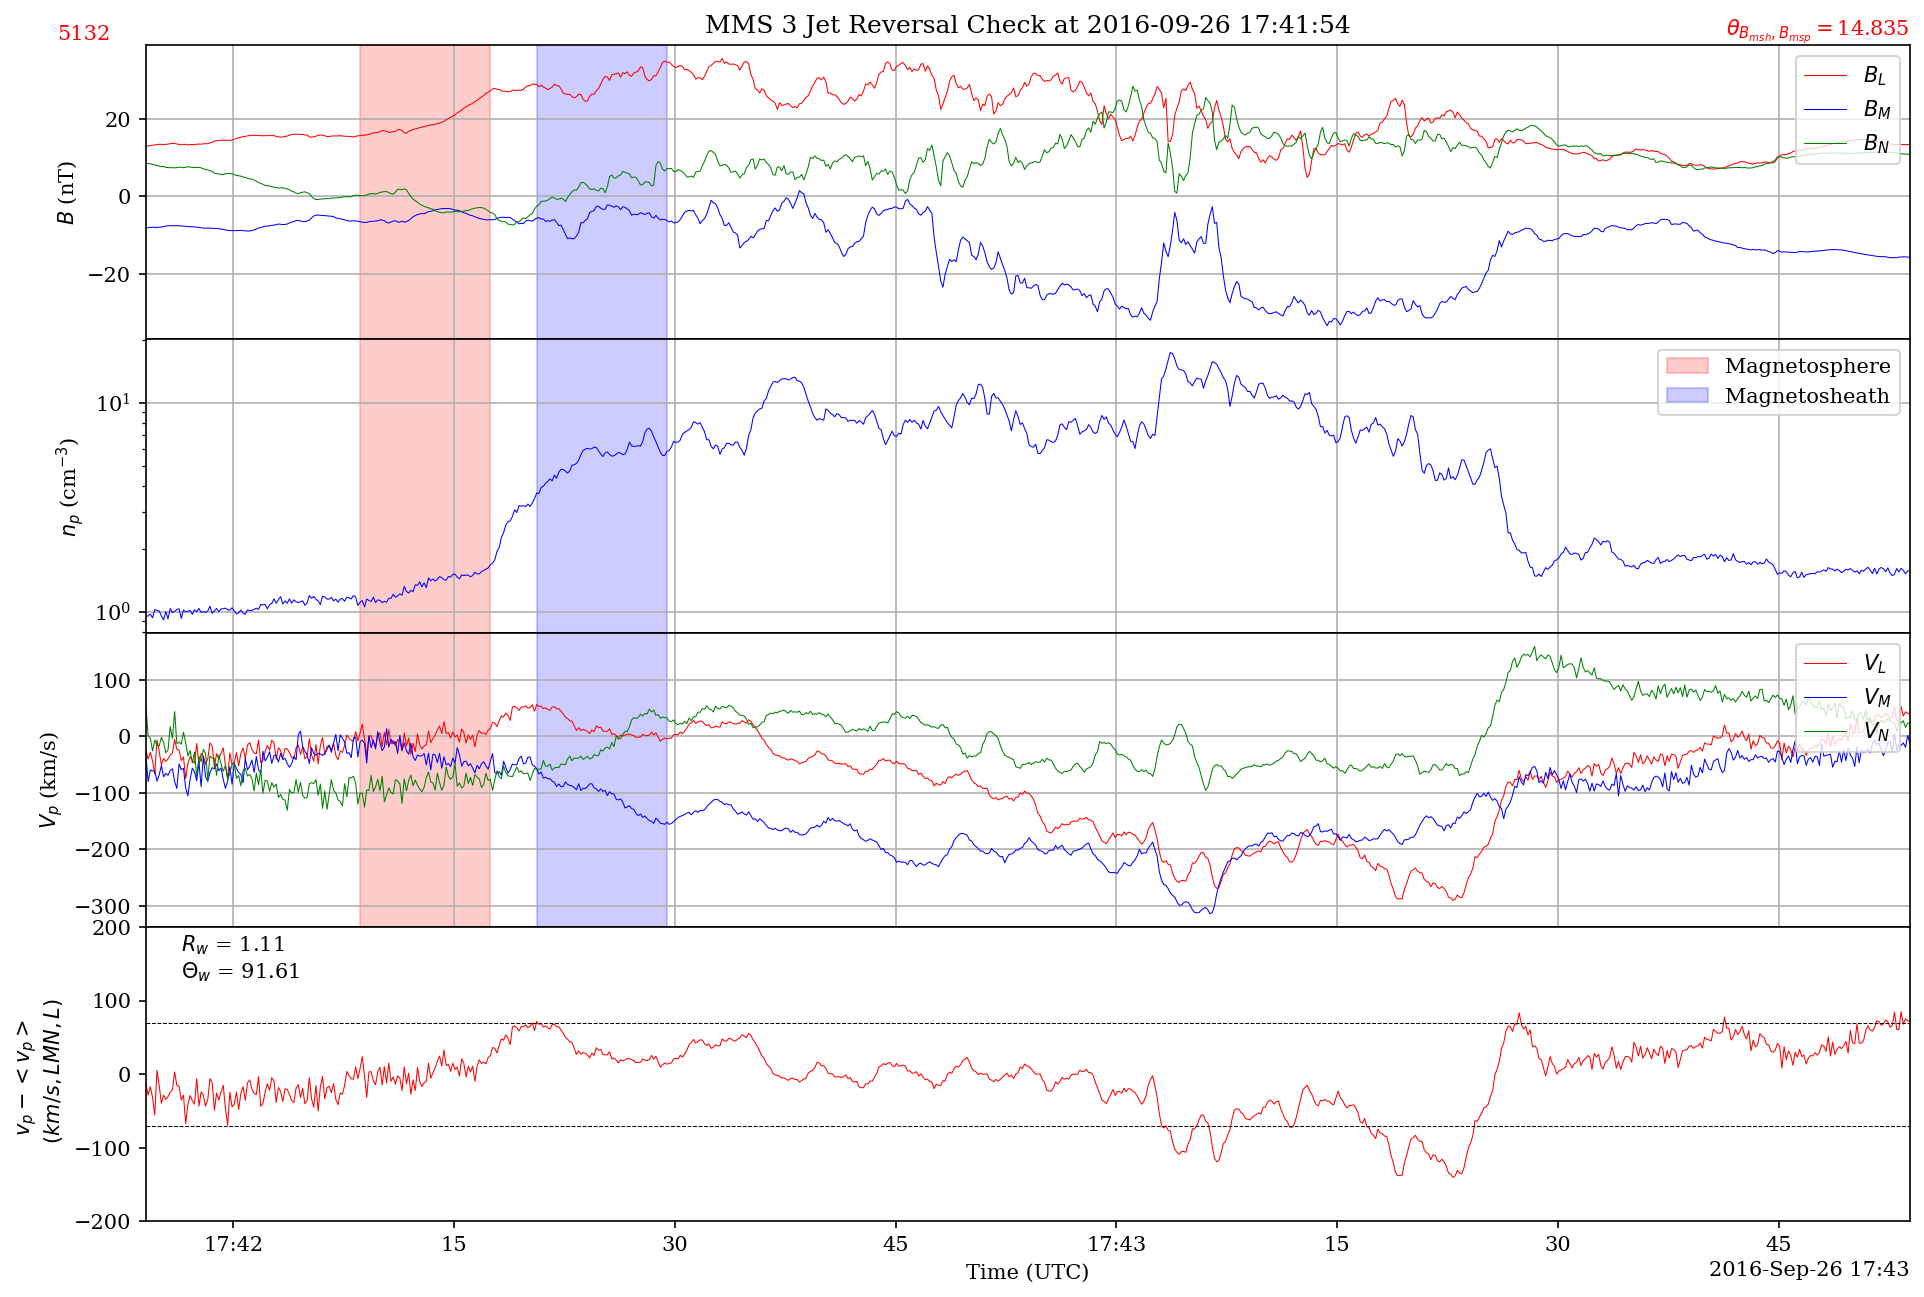 5132
MMS 3 Jet Reversal Check at 2016-09-26 17:41:54
θ_{B_{msh}, B_{msp}} = 14.835
B (nT)
20
0
−20
B_L
B_M
B_N
n_p (cm^{−3})
10^1
10^0
Magnetosphere
Magnetosheath
V_p (km/s)
100
0
−100
−200
−300
V_L
V_M
V_N
v_p − < v_p >
(km/s, LMN, L)
200
100
0
−100
−200
R_w = 1.11
Θ_w = 91.61
17:42 15 30 45 17:43 15 30 45
Time (UTC)
2016-Sep-26 17:43